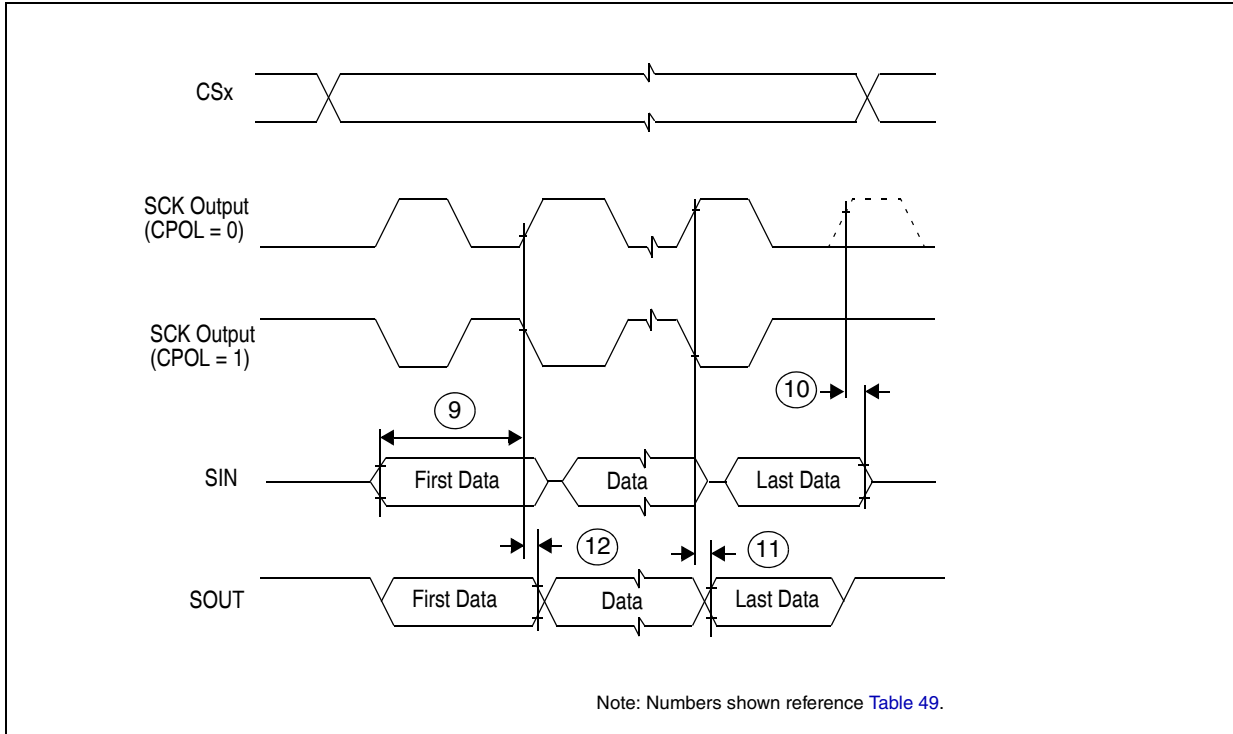 CSx
SCK Output
(CPOL = 0)
SCK Output
(CPOL = 1)
10
9
SIN
First Data
Data
Last Data
12
11
SOUT
First Data
Data
Last Data
Note: Numbers shown reference Table 49.